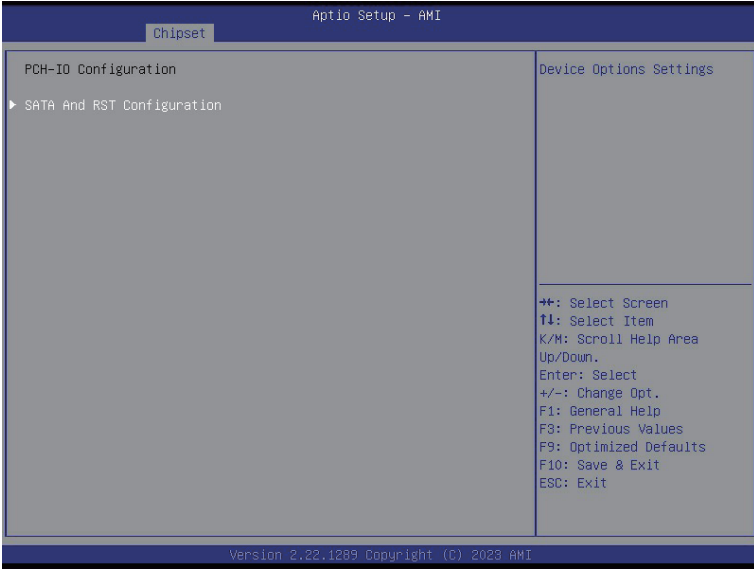 Aptio Setup – AMI
Chipset
PCH-IO Configuration
SATA And RST Configuration
Device Options Settings
→←: Select Screen
↑↓: Select Item
K/M: Scroll Help Area
Up/Down.
Enter: Select
+/-: Change Opt.
F1: General Help
F3: Previous Values
F9: Optimized Defaults
F10: Save & Exit
ESC: Exit
Version 2.22.1289 Copyright (C) 2023 AMI